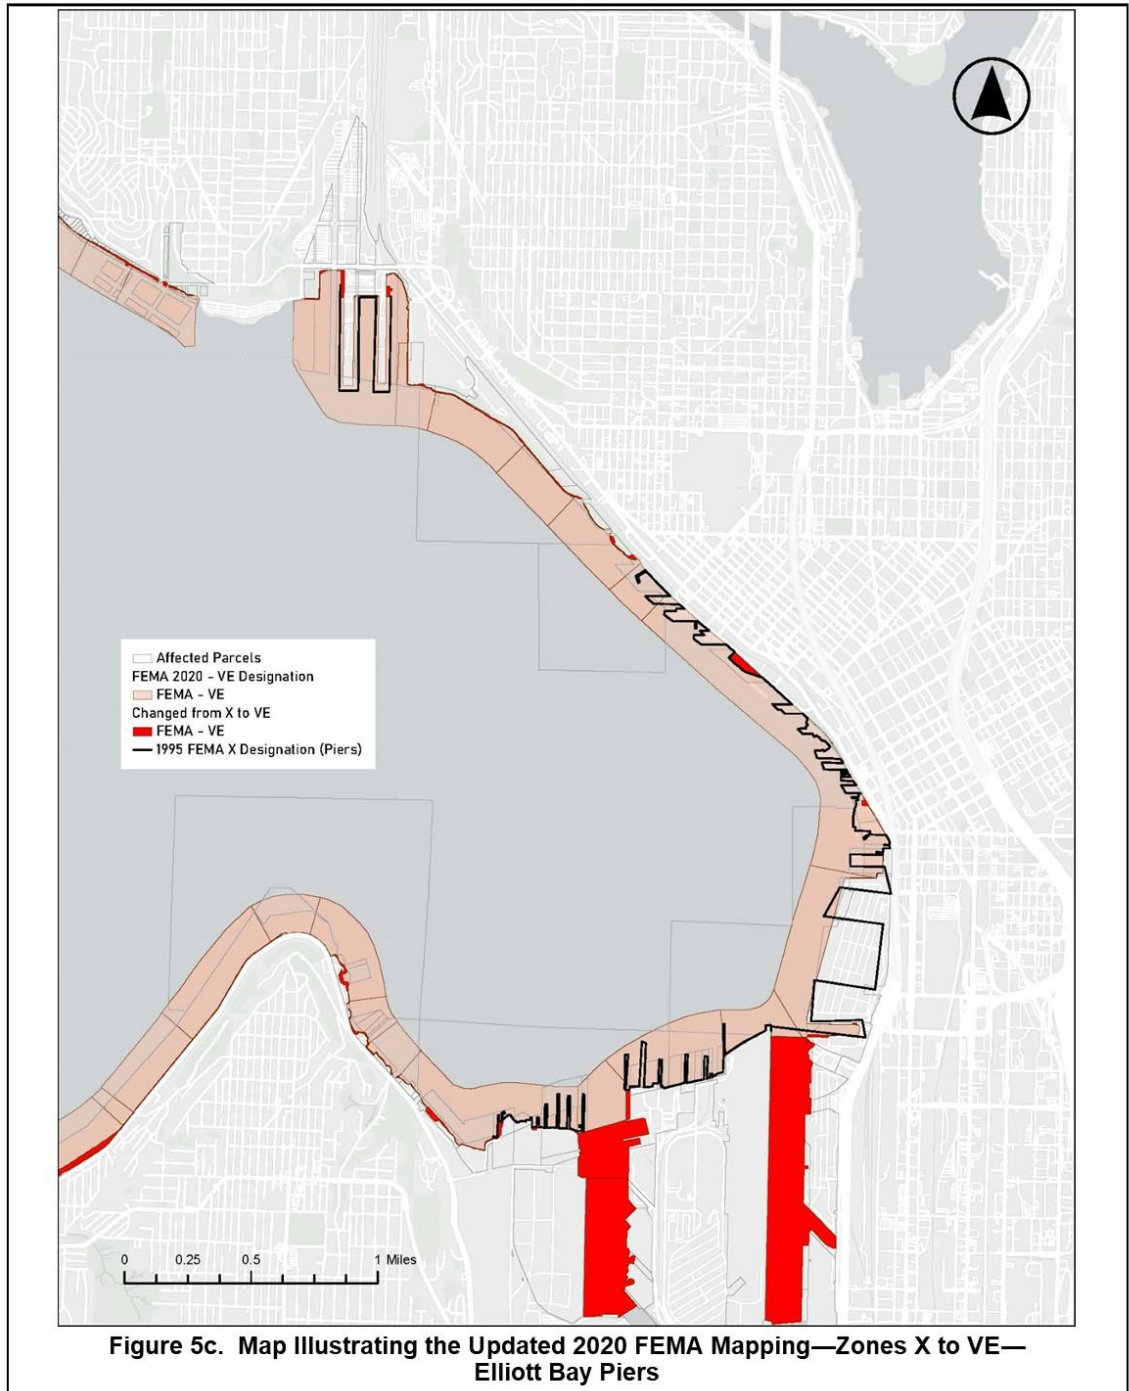 Affected Parcels
FEMA 2020 - VE Designation
FEMA - VE
Changed from X to VE
FEMA - VE
1995 FEMA X Designation (Piers)
0 0.25 0.5 1 Miles
Figure 5c. Map Illustrating the Updated 2020 FEMA Mapping—Zones X to VE—
Elliott Bay Piers